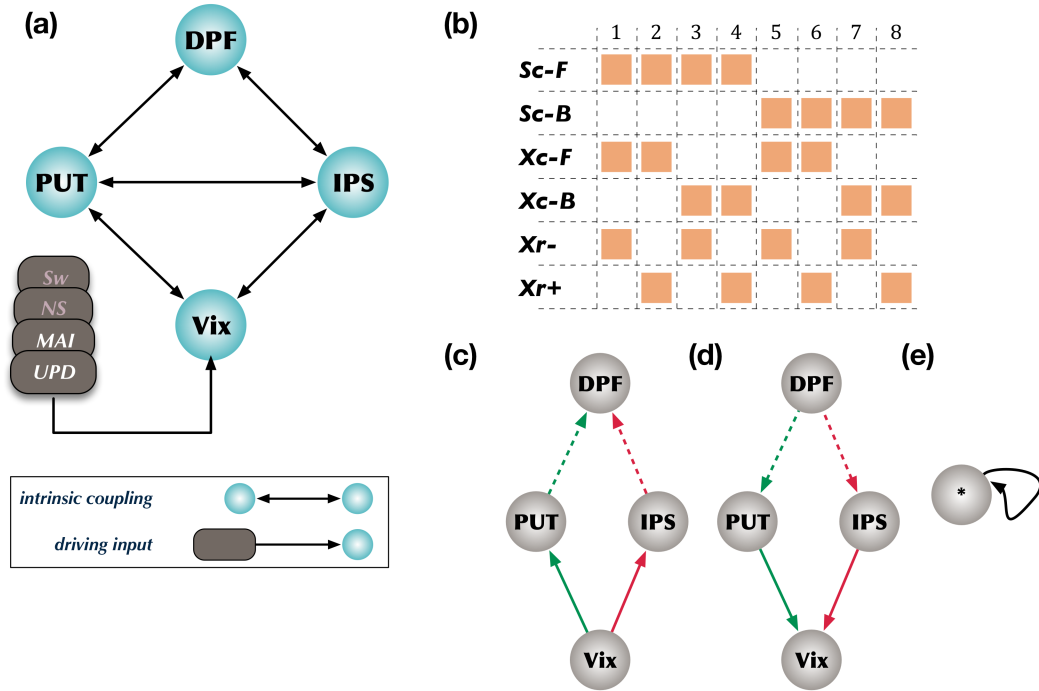 (a)
DPF
PUT
IPS
Vix
Sw
NS
MAI
UPD
intrinsic coupling
driving input
(b)
1 2 3 4 5 6 7 8
Sc-F
Sc-B
Xc-F
Xc-B
Xr-
Xr+
(c)
DPF
PUT
IPS
Vix
(d)
DPF
PUT
IPS
Vix
(e)
*